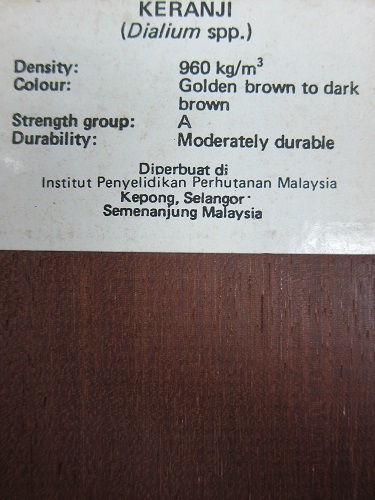 KERANJI
(Dialium spp.)
Density: 960 kg/m³
Colour: Golden brown to dark
brown
Strength group: A
Durability: Moderately durable
Diperbuat di
Institut Penyelidikan Perhutanan Malaysia
Kepong, Selangor
Semenanjung Malaysia